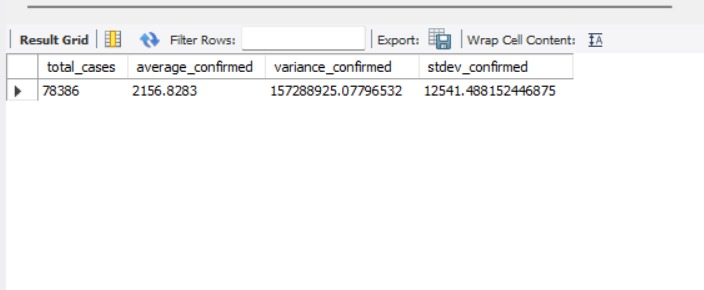 Result Grid Filter Rows: Export: Wrap Cell Content: IA
total_cases average_confirmed variance_confirmed stdev_confirmed
78386 2156.8283 157288925.07796532 12541.488152446875